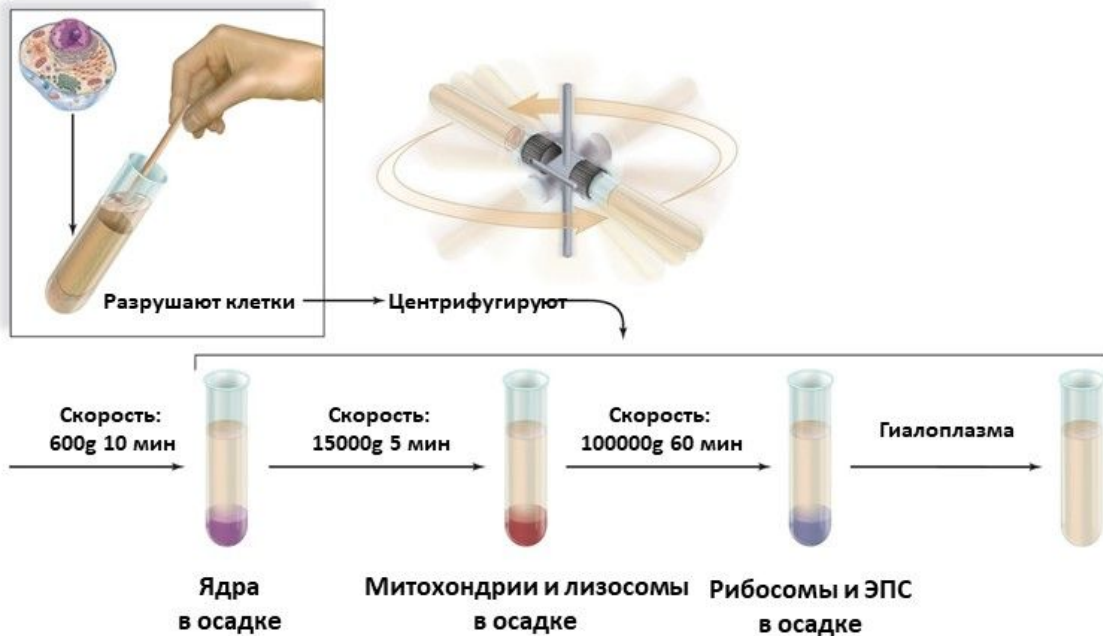 Разрушают клетки
Центрифугируют
Скорость:
600g 10 мин
Скорость:
15000g 5 мин
Скорость:
100000g 60 мин
Гиалоплазма
Ядра
в осадке
Митохондрии и лизосомы
в осадке
Рибосомы и ЭПС
в осадке